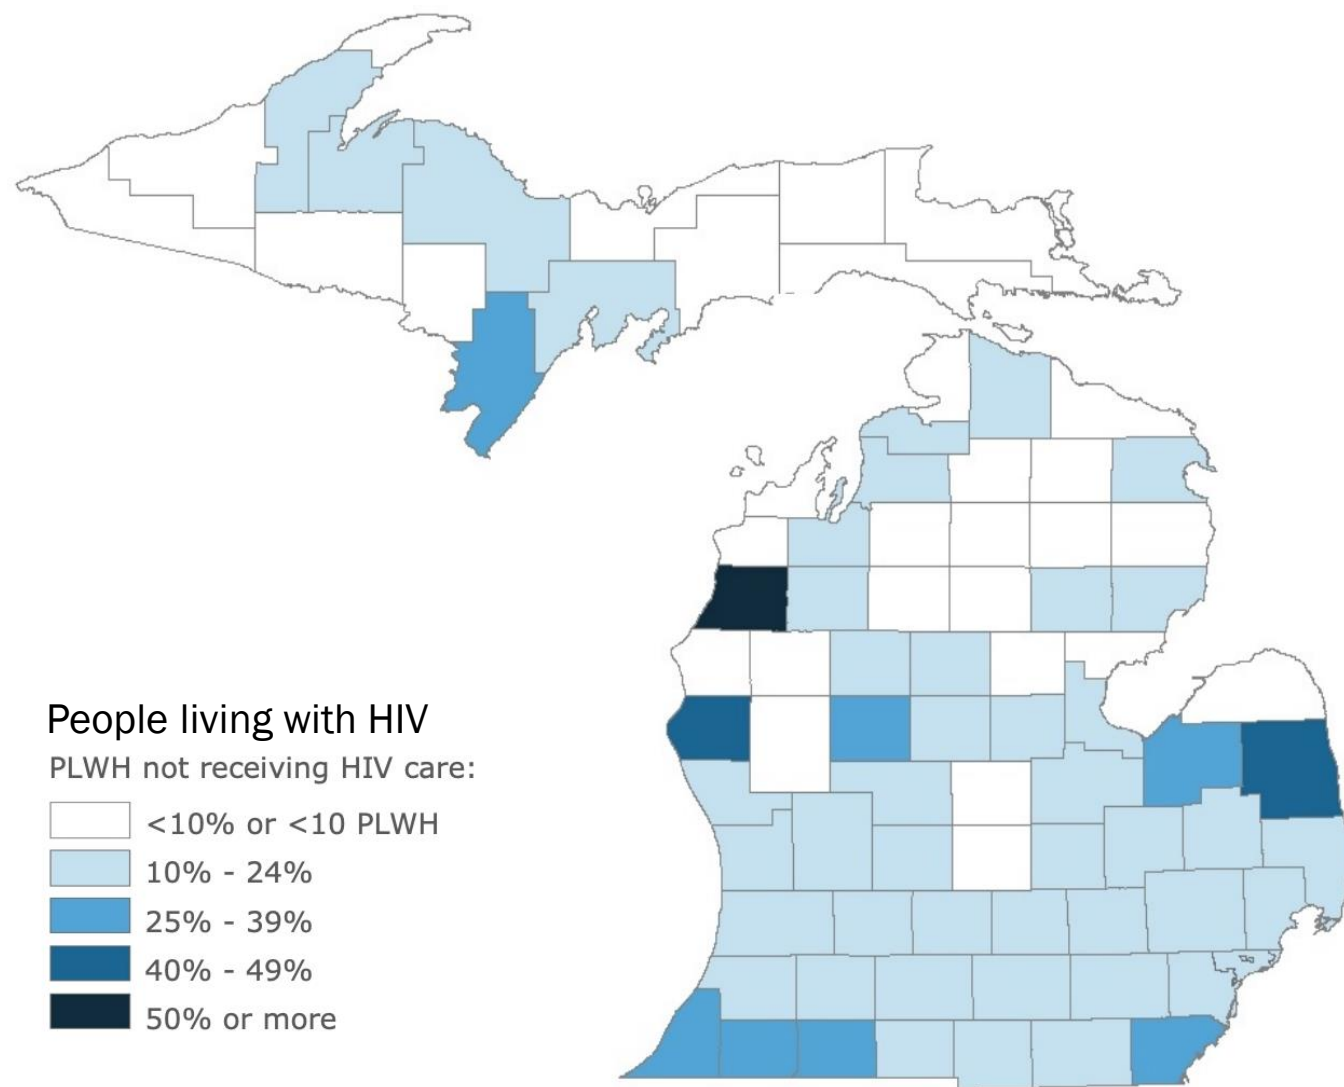 People living with HIV
PLWH not receiving HIV care:
<10% or <10 PLWH
10% - 24%
25% - 39%
40% - 49%
50% or more